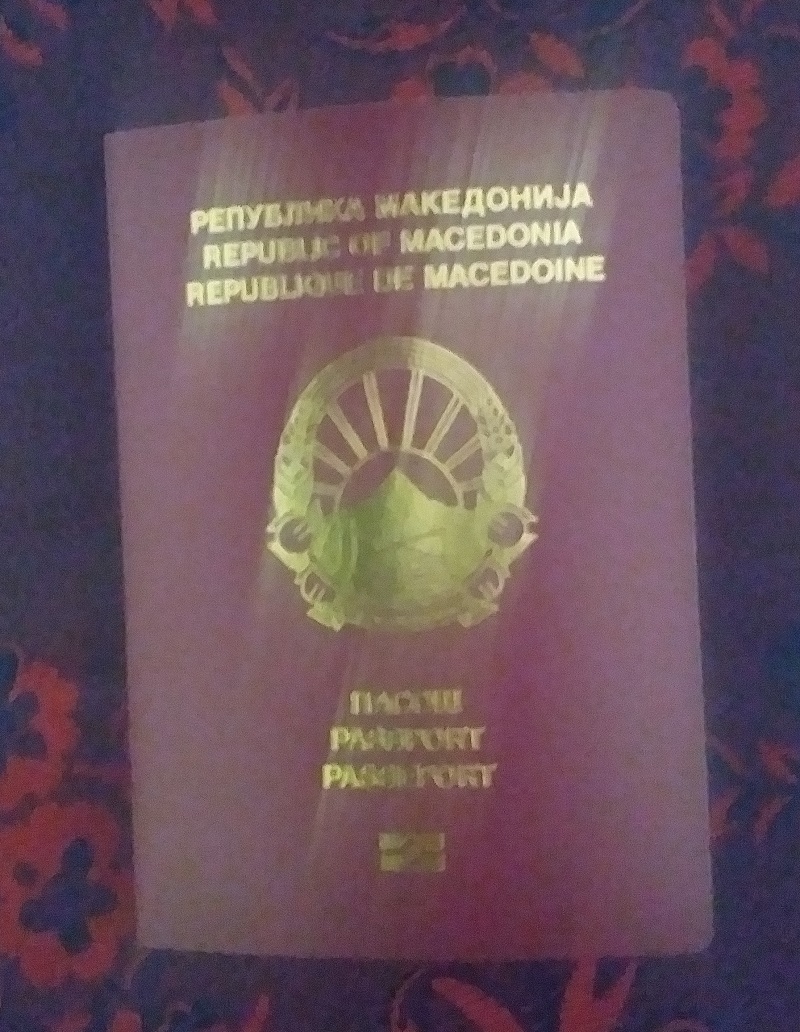 РЕПУБЛИКА МАКЕДОНИЈА
REPUBLIC OF MACEDONIA
REPUBLIQUE DE MACEDOINE
ПАСОШ
PASSPORT
PASSEPORT